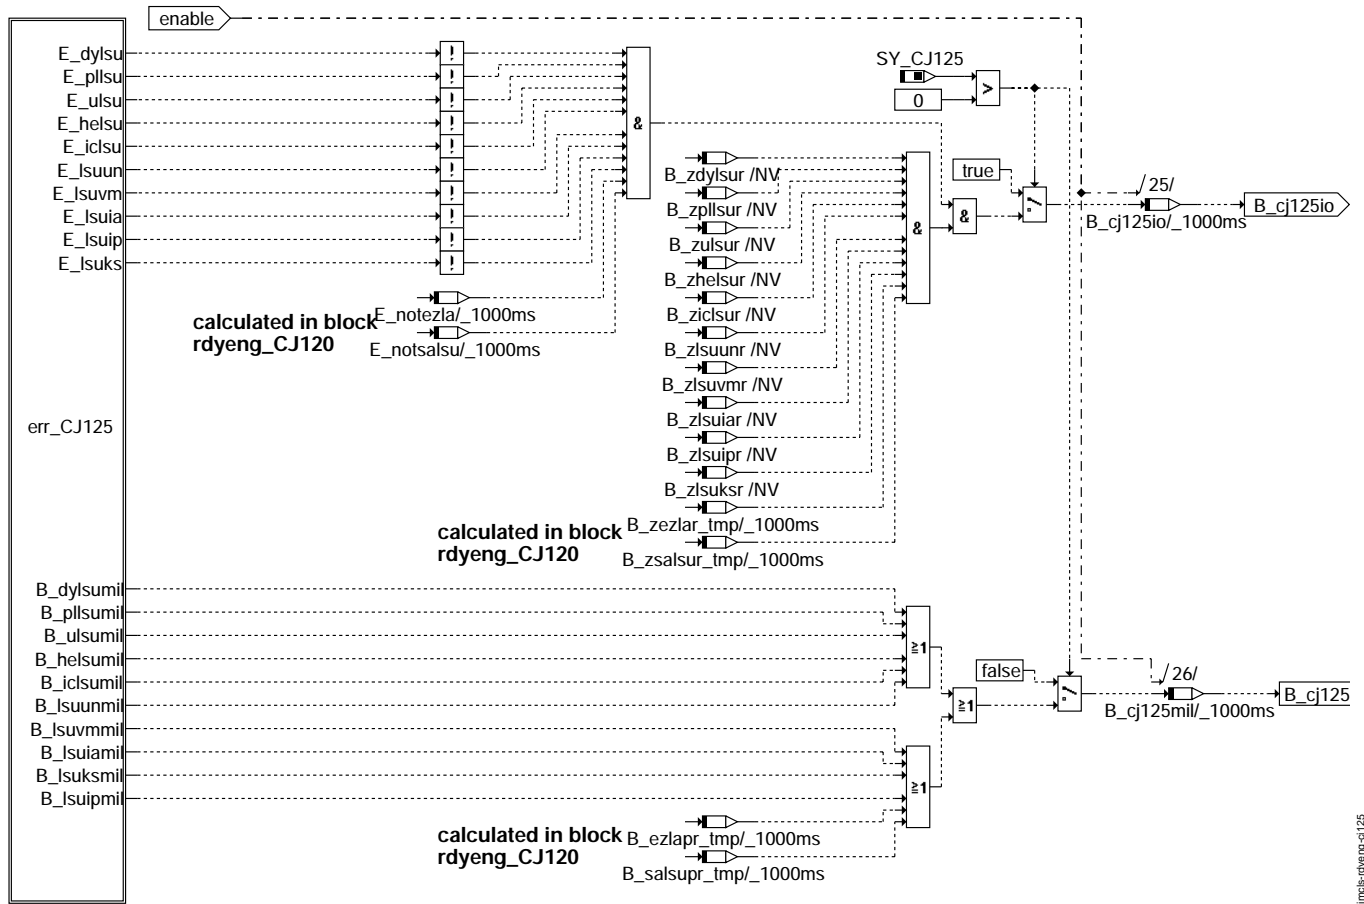 enable
E_dylsu
E_pllsu
E_ulsu
E_helsu
E_iclsu
E_lsuun
E_lsuvm
E_lsuia
E_lsuip
E_lsuks
!
!
!
!
!
!
!
!
!
!
&
SY_CJ125
0
>
calculated in block
rdyeng_CJ120
E_notezla/_1000ms
E_notsalsu/_1000ms
B_zdylsur /NV
B_zpllsur /NV
B_zulsur /NV
B_zhelsur /NV
B_ziclsur /NV
B_zlsuunr /NV
B_zlsuvmr /NV
B_zlsuiar /NV
B_zlsuipr /NV
B_zlsuksr /NV
B_zezlar_tmp/_1000ms
B_zsalsur_tmp/_1000ms
calculated in block
rdyeng_CJ120
&
&
true
/25/
B_cj125io/_1000ms
B_cj125io
err_CJ125
B_dylsumil
B_pllsumil
B_ulsumil
B_helsumil
B_iclsumil
B_lsuunmil
B_lsuvmmil
B_lsuiamil
B_lsuksmil
B_lsuipmil
≧1
≧1
≧1
false
/26/
B_cj125mil/_1000ms
B_cj125
calculated in block
rdyeng_CJ120
B_ezlapr_tmp/_1000ms
B_salsupr_tmp/_1000ms
imcls-rdyeng-cj125